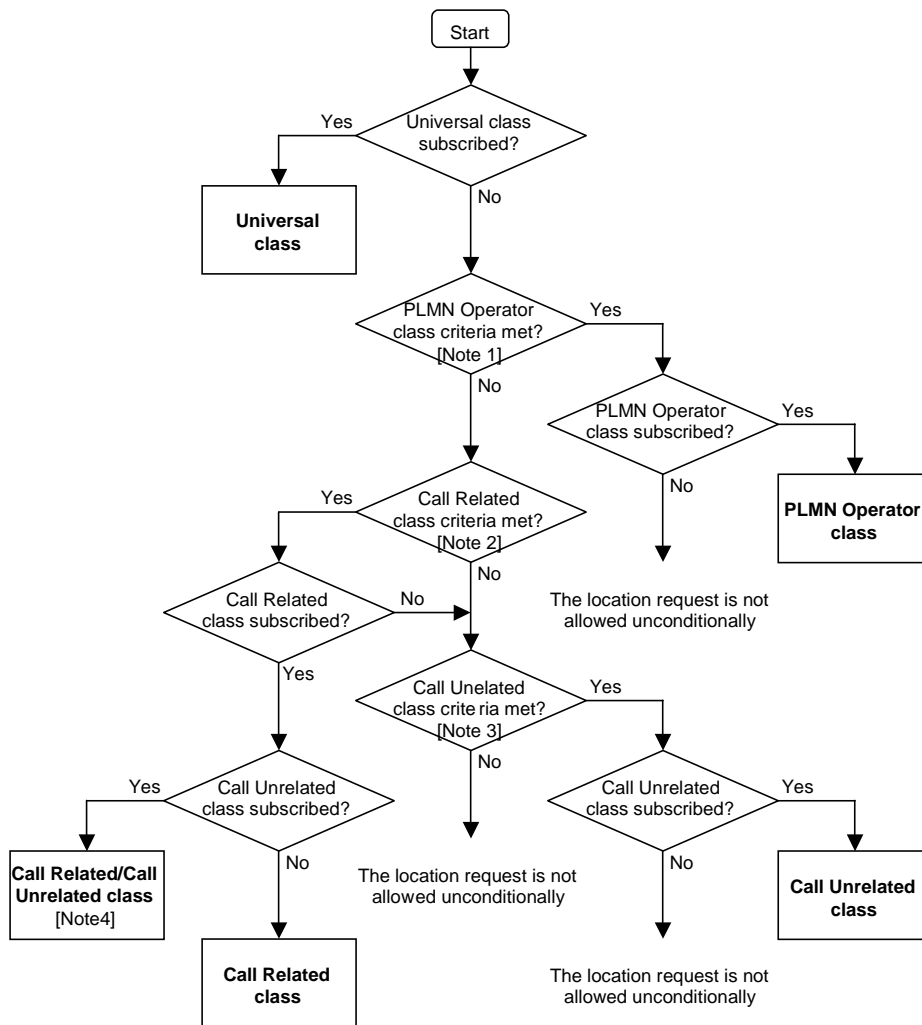 Start
Yes
Universal class
subscribed?
No
Universal
class
PLMN Operator
class criteria met?
[Note 1]
Yes
No
PLMN Operator
class subscribed?
Yes
No
PLMN Operator
class
Yes
Call Related
class criteria met?
[Note 2]
No
Call Related
class subscribed?
No
The location request is not
allowed unconditionally
Yes
Call Unelated
class criteria met?
[Note 3]
Yes
No
Yes
Call Unrelated
class subscribed?
No
Call Unrelated
class subscribed?
Yes
No
Call Related/Call
Unrelated class
[Note4]
The location request is not
allowed unconditionally
Call Unrelated
class
Call Related
class
The location request is not
allowed unconditionally